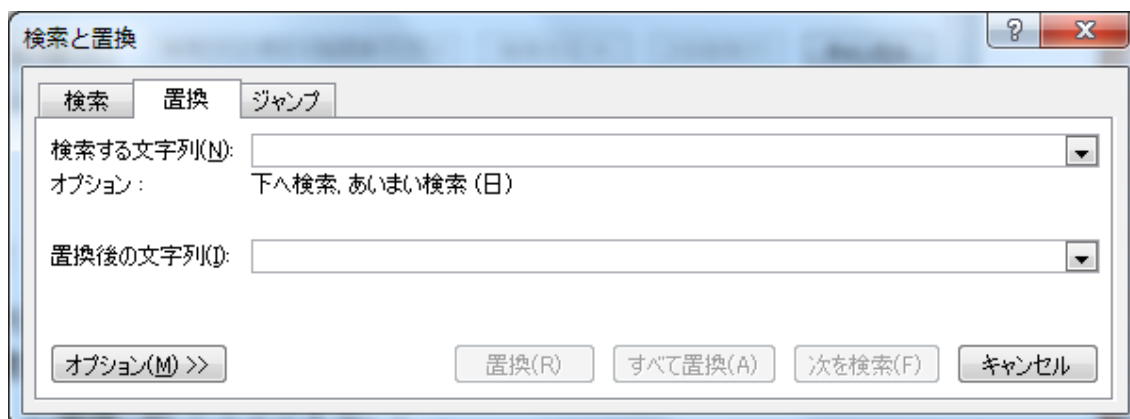 検索と置換
検索 置換 ジャンプ
検索する文字列(N):
オプション : 下へ検索, あいまい検索 (日)
置換後の文字列(I):
オプション(M) >> 置換(R) すべて置換(A) 次を検索(F) キャンセル